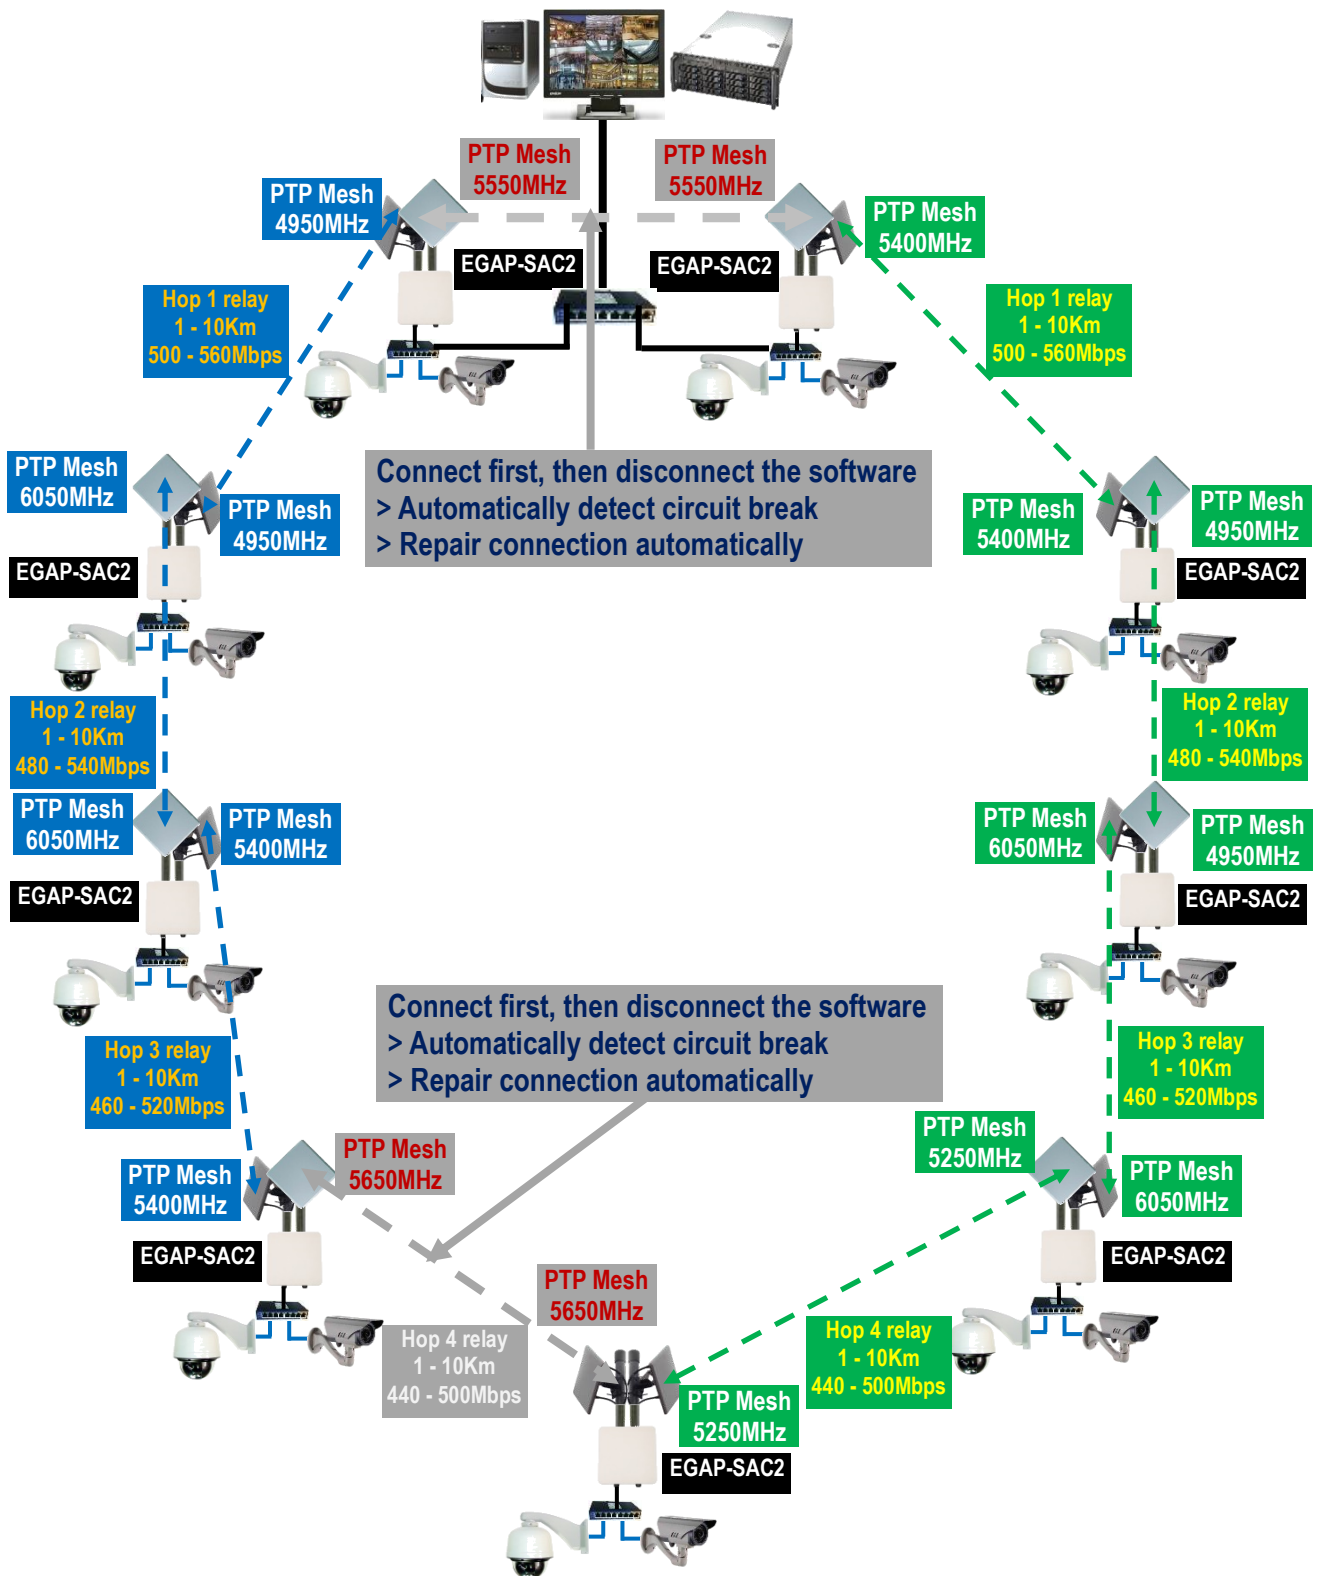 PTP Mesh
5550MHz
PTP Mesh
5550MHz
PTP Mesh
4950MHz
PTP Mesh
5400MHz
EGAP-SAC2
EGAP-SAC2
Hop 1 relay
1 - 10Km
500 - 560Mbps
Hop 1 relay
1 - 10Km
500 - 560Mbps
Connect first, then disconnect the software
> Automatically detect circuit break
> Repair connection automatically
PTP Mesh
6050MHz
PTP Mesh
4950MHz
PTP Mesh
5400MHz
PTP Mesh
4950MHz
EGAP-SAC2
EGAP-SAC2
Hop 2 relay
1 - 10Km
480 - 540Mbps
Hop 2 relay
1 - 10Km
480 - 540Mbps
PTP Mesh
6050MHz
PTP Mesh
5400MHz
PTP Mesh
6050MHz
PTP Mesh
4950MHz
EGAP-SAC2
EGAP-SAC2
Connect first, then disconnect the software
> Automatically detect circuit break
> Repair connection automatically
Hop 3 relay
1 - 10Km
460 - 520Mbps
Hop 3 relay
1 - 10Km
460 - 520Mbps
PTP Mesh
5400MHz
PTP Mesh
5650MHz
PTP Mesh
5250MHz
PTP Mesh
6050MHz
EGAP-SAC2
EGAP-SAC2
PTP Mesh
5650MHz
Hop 4 relay
1 - 10Km
440 - 500Mbps
Hop 4 relay
1 - 10Km
440 - 500Mbps
PTP Mesh
5250MHz
EGAP-SAC2